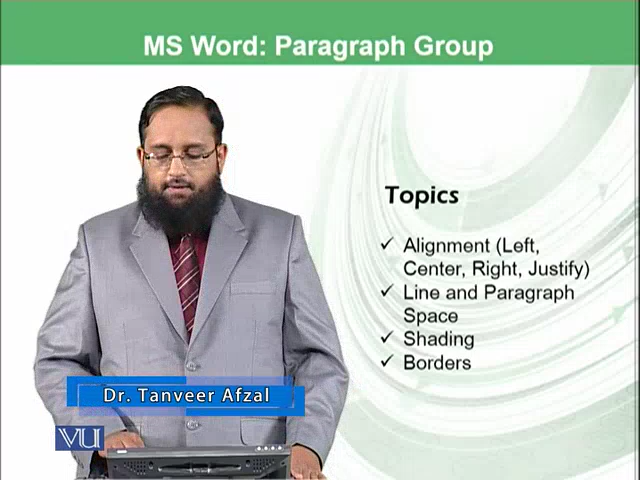 MS Word: Paragraph Group
Topics
✓ Alignment (Left,
Center, Right, Justify)
✓ Line and Paragraph
Space
✓ Shading
✓ Borders
Dr. Tanveer Afzal
VU